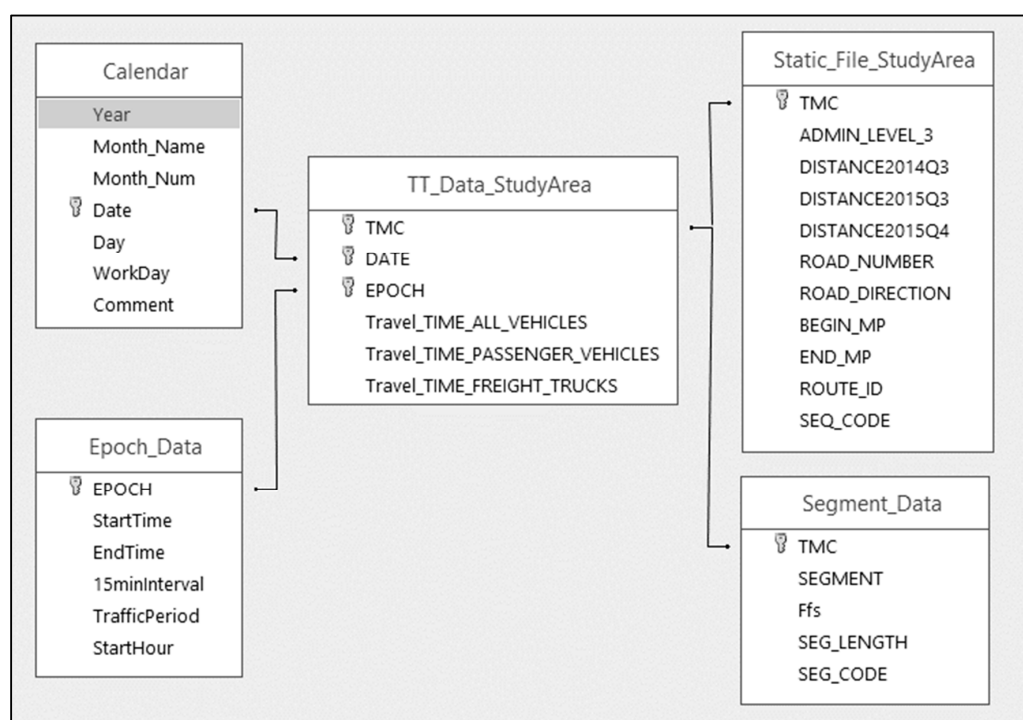 Calendar
Year
Month_Name
Month_Num
Date
Day
WorkDay
Comment
Epoch_Data
EPOCH
StartTime
EndTime
15minInterval
TrafficPeriod
StartHour
TT_Data_StudyArea
TMC
DATE
EPOCH
Travel_TIME_ALL_VEHICLES
Travel_TIME_PASSENGER_VEHICLES
Travel_TIME_FREIGHT_TRUCKS
Static_File_StudyArea
TMC
ADMIN_LEVEL_3
DISTANCE2014Q3
DISTANCE2015Q3
DISTANCE2015Q4
ROAD_NUMBER
ROAD_DIRECTION
BEGIN_MP
END_MP
ROUTE_ID
SEQ_CODE
Segment_Data
TMC
SEGMENT
Ffs
SEG_LENGTH
SEG_CODE